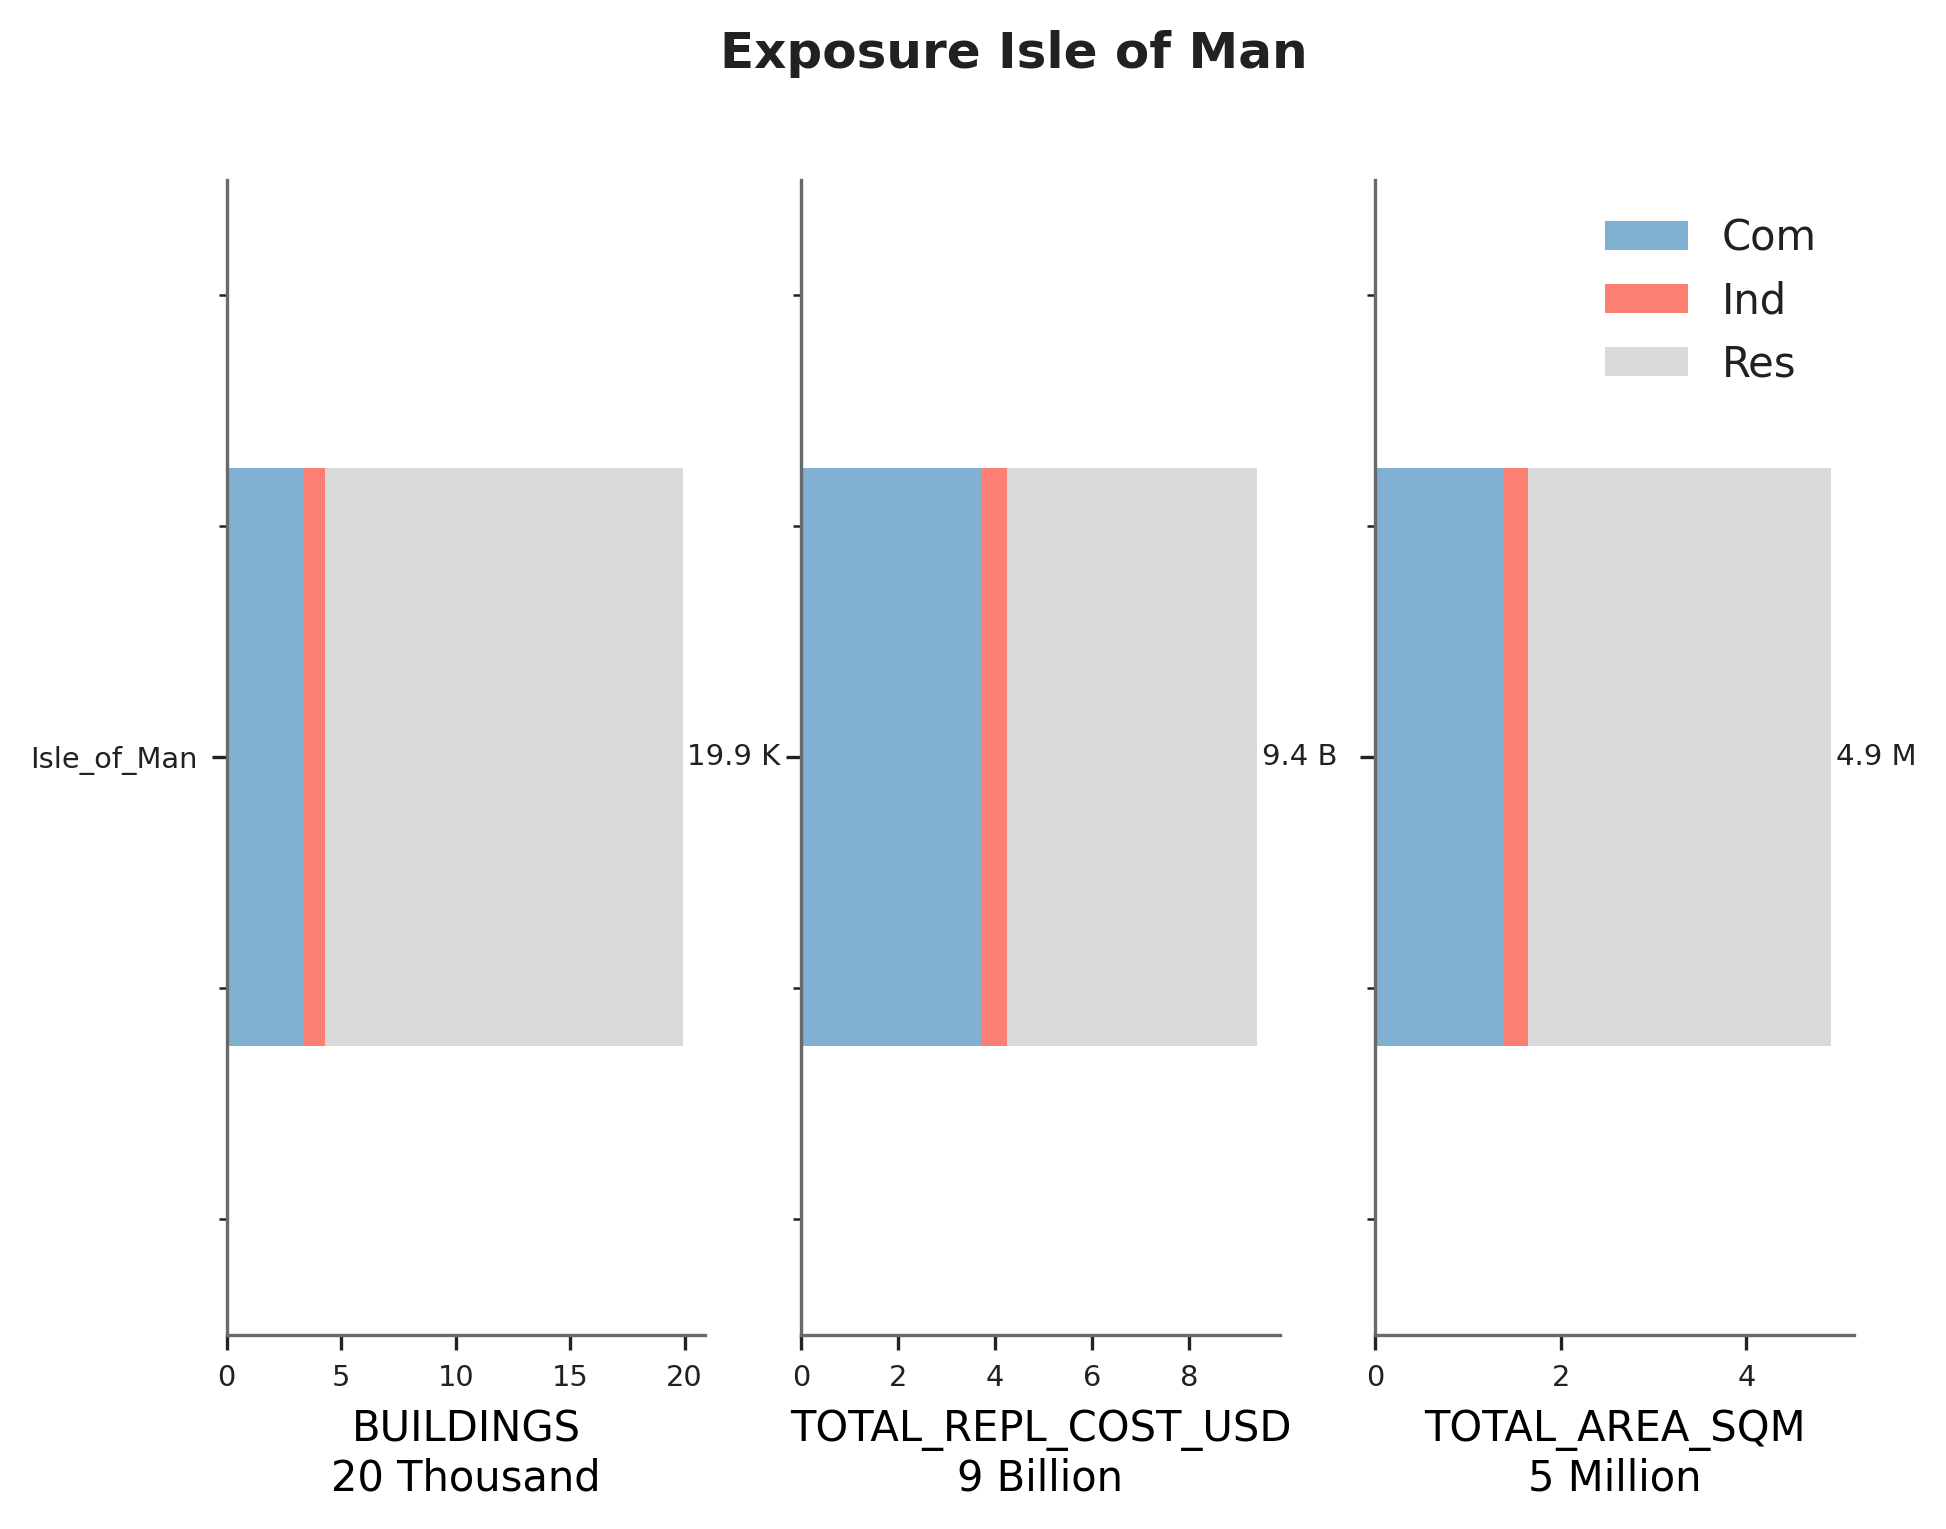 Exposure Isle of Man
Com
Ind
Res
Isle_of_Man
19.9 K
9.4 B
4.9 M
0 5 10 15 20
0 2 4 6 8
0 2 4
BUILDINGS
20 Thousand
TOTAL_REPL_COST_USD
9 Billion
TOTAL_AREA_SQM
5 Million